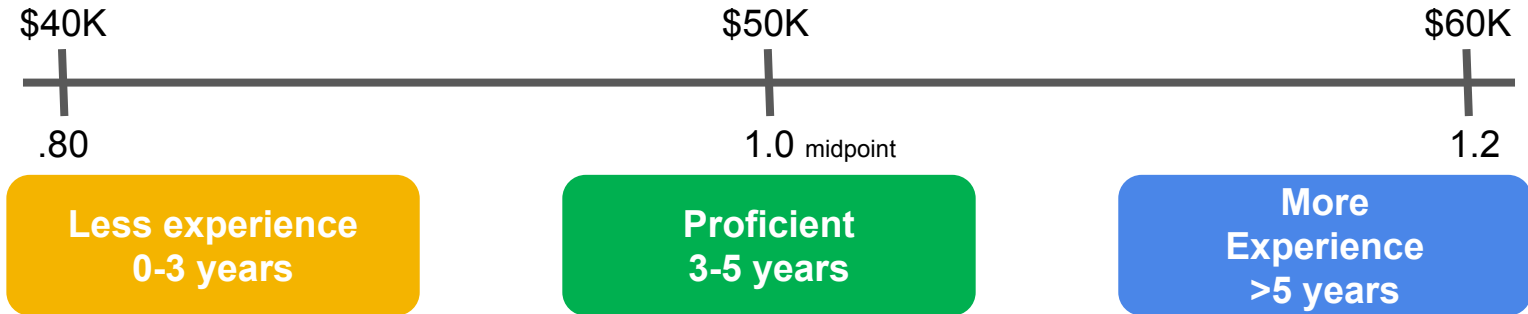 $40K $50K $60K
.80 1.0 midpoint 1.2
Less experience
0-3 years
Proficient
3-5 years
More
Experience
>5 years